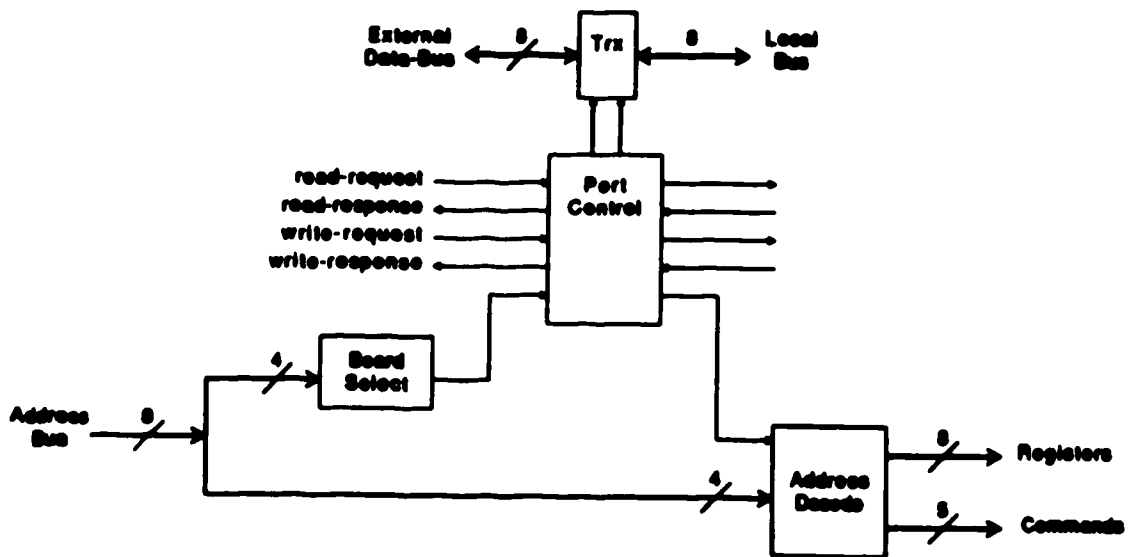 External
Data-Bus
8
Trx
8
Local
Bus
read-request
read-response
write-request
write-response
Port
Control
4
Board
Select
Address
Bus
8
4
Address
Decode
8
Registers
5
Commands